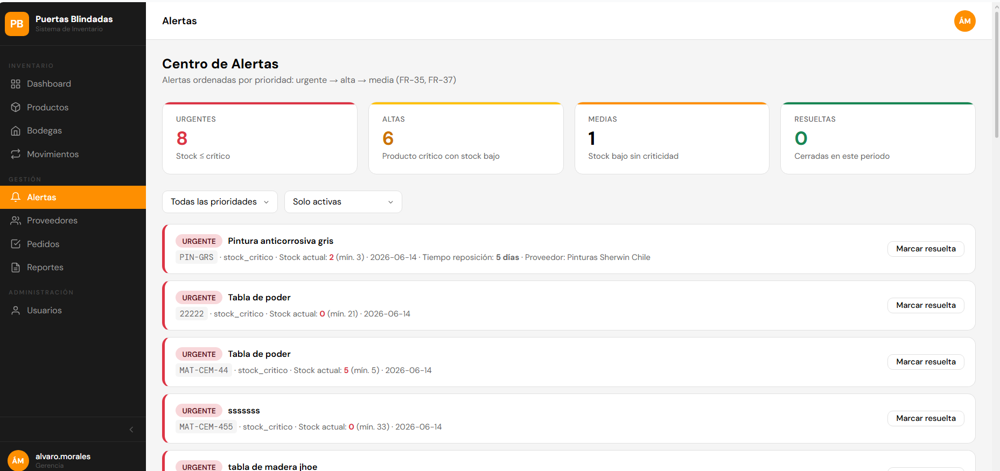 PB
Puertas Blindadas
Sistema de Inventario
INVENTARIO
Dashboard
Productos
Bodegas
Movimientos
GESTIÓN
Alertas
Proveedores
Pedidos
Reportes
ADMINISTRACIÓN
Usuarios
ÁM
alvaro.morales
Gerencia
Alertas
ÁM
Centro de Alertas
Alertas ordenadas por prioridad: urgente → alta → media (FR-35, FR-37)
URGENTES
8
Stock ≤ crítico
ALTAS
6
Producto crítico con stock bajo
MEDIAS
1
Stock bajo sin criticidad
RESUELTAS
0
Cerradas en este periodo
Todas las prioridades
Solo activas
URGENTE Pintura anticorrosiva gris
PIN-GRS · stock_critico · Stock actual: 2 (mín. 3) · 2026-06-14 · Tiempo reposición: 5 días · Proveedor: Pinturas Sherwin Chile
Marcar resuelta
URGENTE Tabla de poder
22222 · stock_critico · Stock actual: 0 (mín. 21) · 2026-06-14
Marcar resuelta
URGENTE Tabla de poder
MAT-CEM-44 · stock_critico · Stock actual: 5 (mín. 5) · 2026-06-14
Marcar resuelta
URGENTE sssssss
MAT-CEM-455 · stock_critico · Stock actual: 0 (mín. 33) · 2026-06-14
Marcar resuelta
URGENTE tabla de madera jhoe